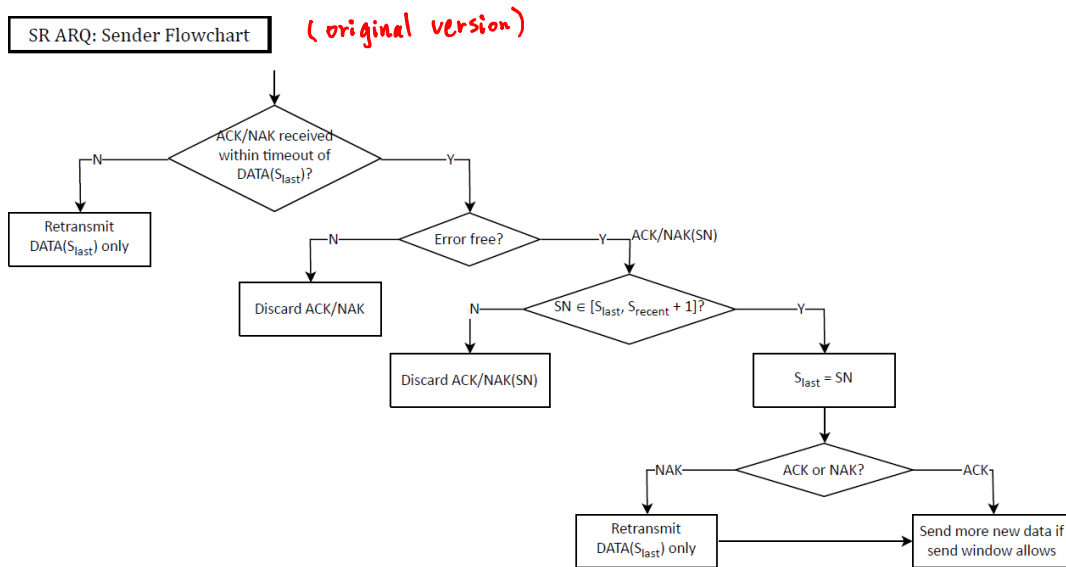 SR ARQ: Sender Flowchart
(original version)
ACK/NAK received
within timeout of
DATA(Slast)?
N
Y
Retransmit
DATA(Slast) only
Error free?
N
Y
ACK/NAK(SN)
Discard ACK/NAK
SN ∈ [Slast, Srecent + 1]?
N
Y
Discard ACK/NAK(SN)
Slast = SN
ACK or NAK?
NAK
ACK
Retransmit
DATA(Slast) only
Send more new data if
send window allows